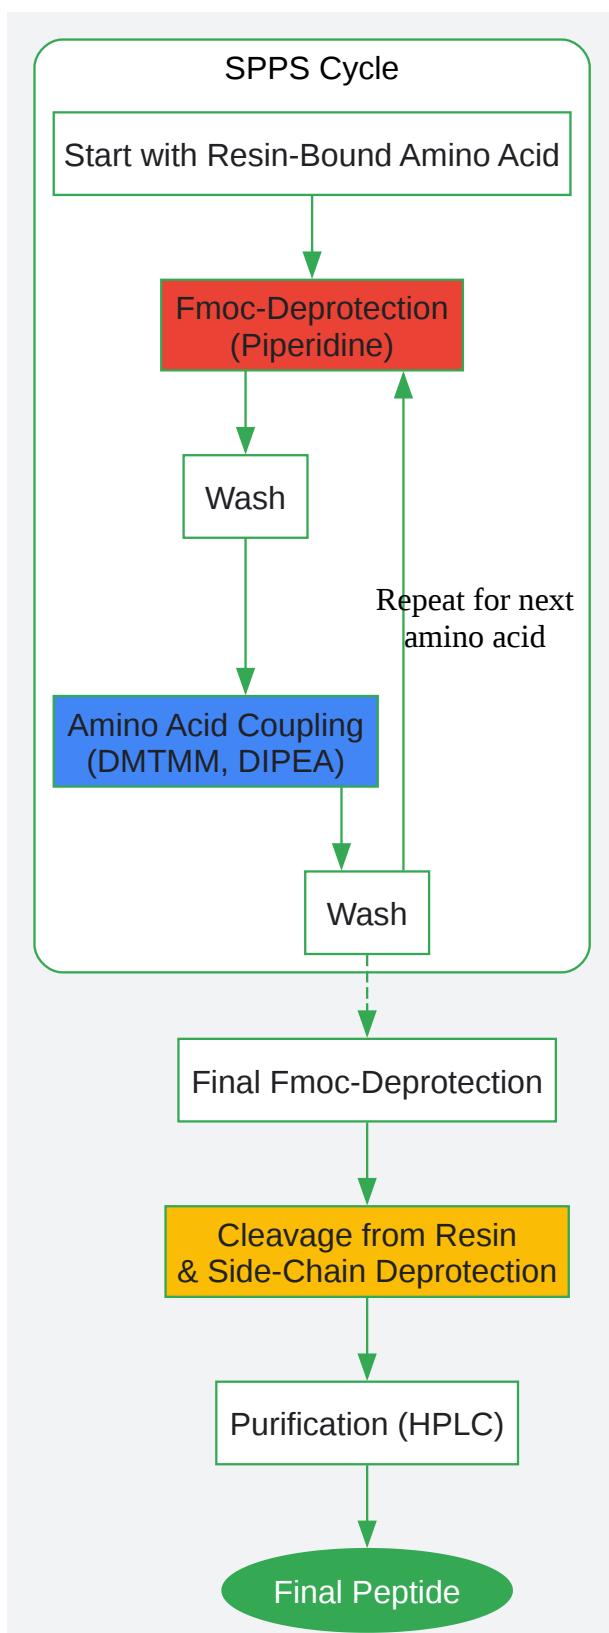 SPPS Cycle
Start with Resin-Bound Amino Acid
Fmoc-Deprotection
(Piperidine)
Wash
Repeat for next
amino acid
Amino Acid Coupling
(DMTMM, DIPEA)
Wash
Final Fmoc-Deprotection
Cleavage from Resin
& Side-Chain Deprotection
Purification (HPLC)
Final Peptide